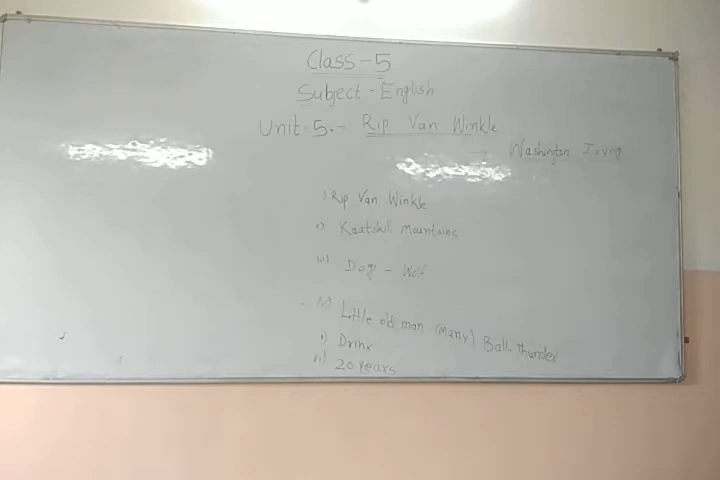 Class - 5
Subject - English
Unit - 5. - Rip Van Winkle
→ Washington Irving
i) Rip Van Winkle
ii) Kaatskill Mountains
iii) Dog - Wolf
iv) Little old man (many) Ball - Thunder
v) Drink
vi) 20 years